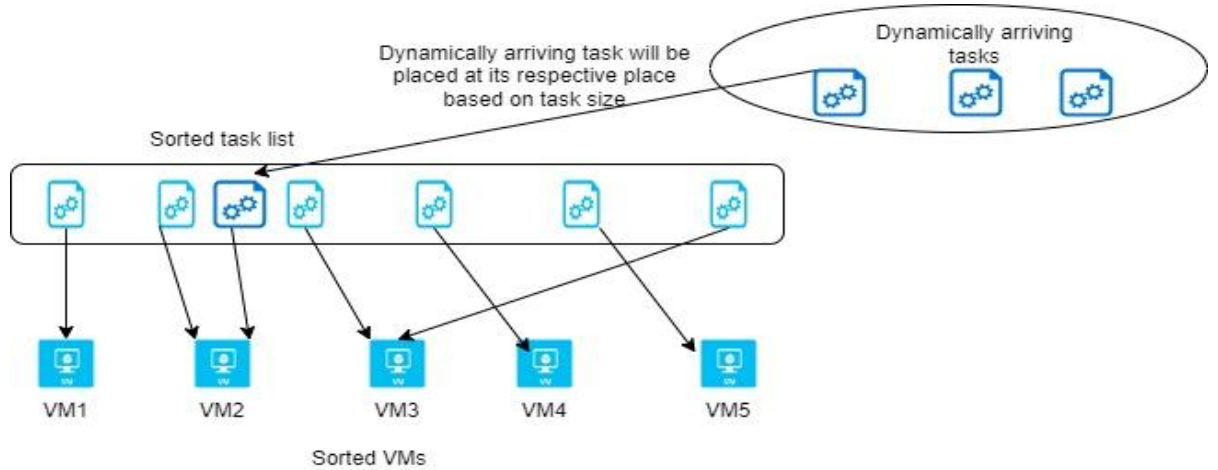 Dynamically arriving
tasks
Dynamically arriving task will be
placed at its respective place
based on task size
Sorted task list
VM1
VM2
VM3
VM4
VM5
Sorted VMs